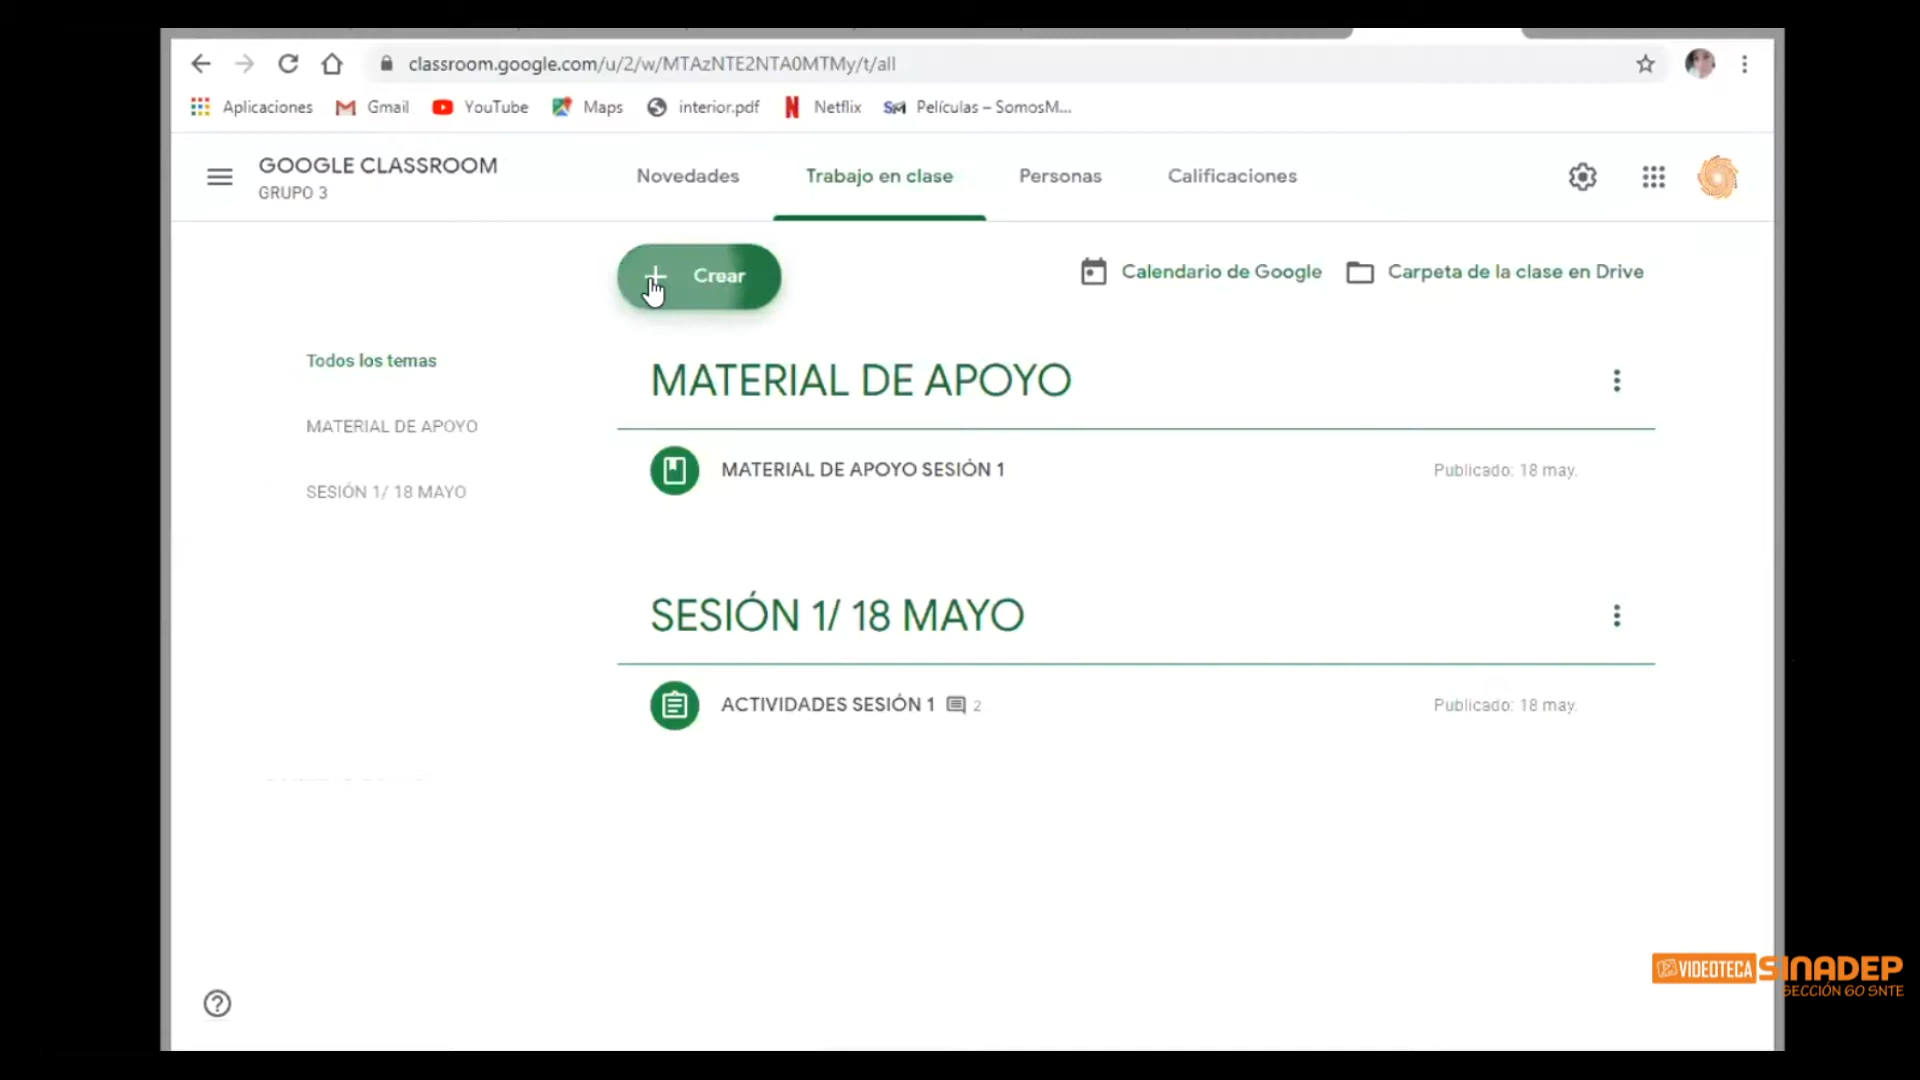 classroom.google.com/u/2/w/MTAzNTE2NTA0MTMy/t/all
Aplicaciones Gmail YouTube Maps interior.pdf Netflix Películas – SomosM...
GOOGLE CLASSROOM
GRUPO 3
Novedades Trabajo en clase Personas Calificaciones
Crear
Calendario de Google Carpeta de la clase en Drive
Todos los temas
MATERIAL DE APOYO
SESIÓN 1/ 18 MAYO
MATERIAL DE APOYO
MATERIAL DE APOYO SESIÓN 1 Publicado: 18 may.
SESIÓN 1/ 18 MAYO
ACTIVIDADES SESIÓN 1 2 Publicado: 18 may.
VIDEOTECA SINADEP
SECCIÓN 60 SNTE